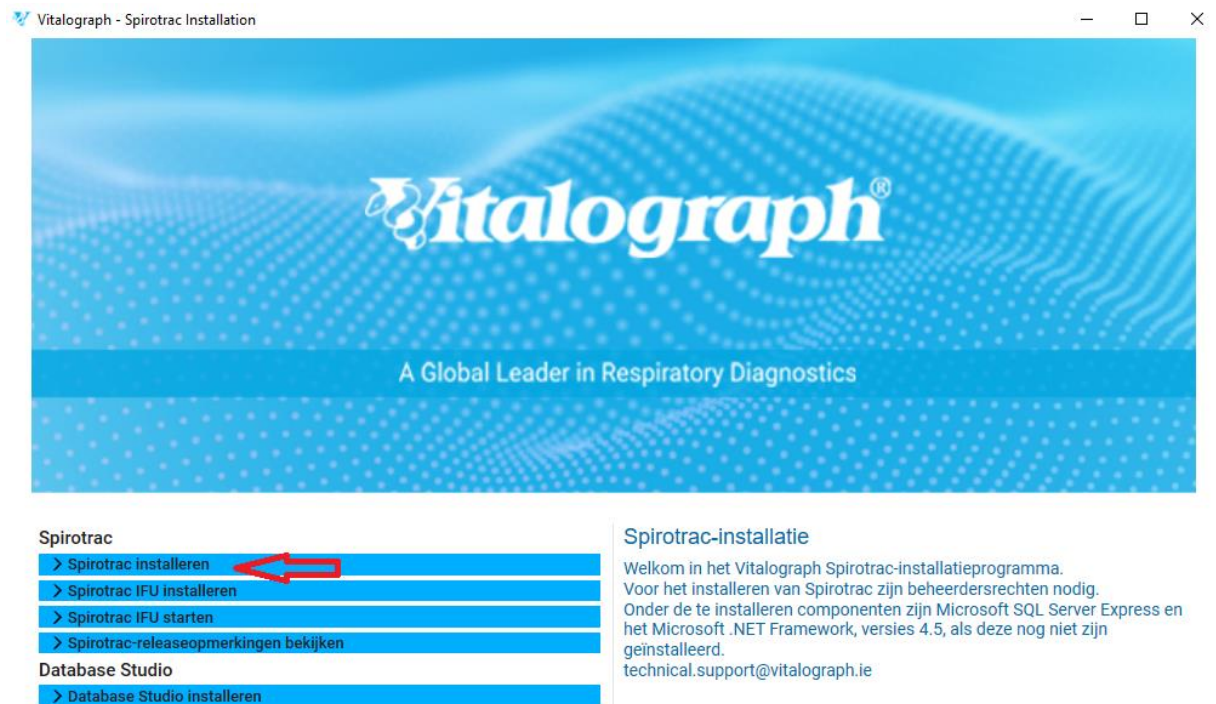 Vitalograph - Spirotrac Installation
Vitalograph®
A Global Leader in Respiratory Diagnostics
Spirotrac
> Spirotrac installeren
> Spirotrac IFU installeren
> Spirotrac IFU starten
> Spirotrac-releaseopmerkingen bekijken
Database Studio
> Database Studio installeren
Spirotrac-installatie
Welkom in het Vitalograph Spirotrac-installatieprogramma.
Voor het installeren van Spirotrac zijn beheerdersrechten nodig.
Onder de te installeren componenten zijn Microsoft SQL Server Express en
het Microsoft .NET Framework, versies 4.5, als deze nog niet zijn
geïnstalleerd.
technical.support@vitalograph.ie